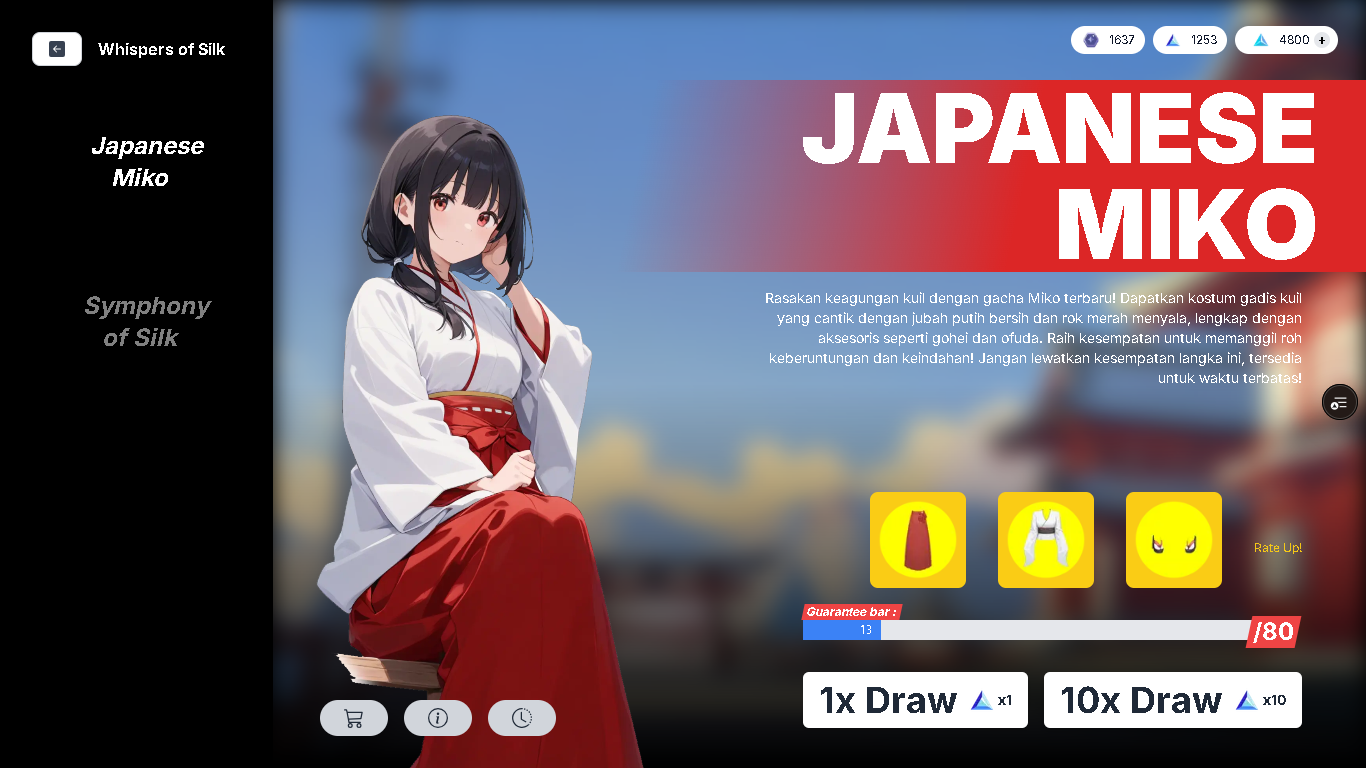 Whispers of Silk
1637
1253
4800
+
Japanese
Miko
Symphony
of Silk
JAPANESE
MIKO
Rasakan keagungan kuil dengan gacha Miko terbaru! Dapatkan kostum gadis kuil
yang cantik dengan jubah putih bersih dan rok merah menyala, lengkap dengan
aksesoris seperti gohei dan ofuda. Raih kesempatan untuk memanggil roh
keberuntungan dan keindahan! Jangan lewatkan kesempatan langka ini, tersedia
untuk waktu terbatas!
Rate Up!
Guarantee bar :
13
/80
1x Draw x1
10x Draw x10